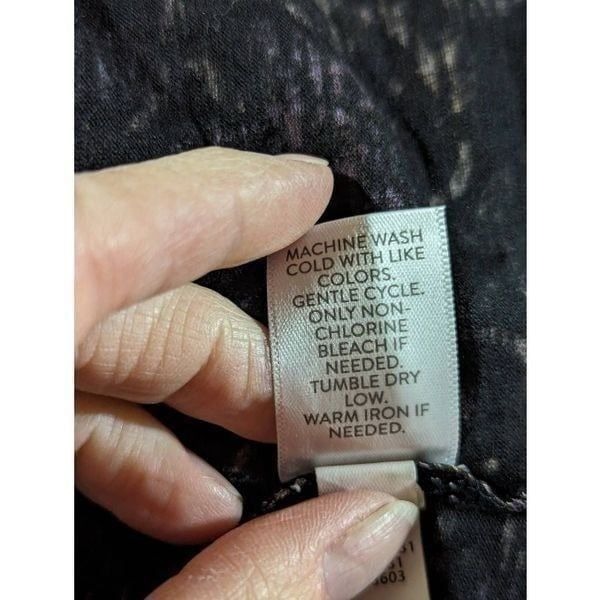 MACHINE WASH
COLD WITH LIKE
COLORS.
GENTLE CYCLE.
ONLY NON-
CHLORINE
BLEACH IF
NEEDED.
TUMBLE DRY
LOW.
WARM IRON IF
NEEDED.